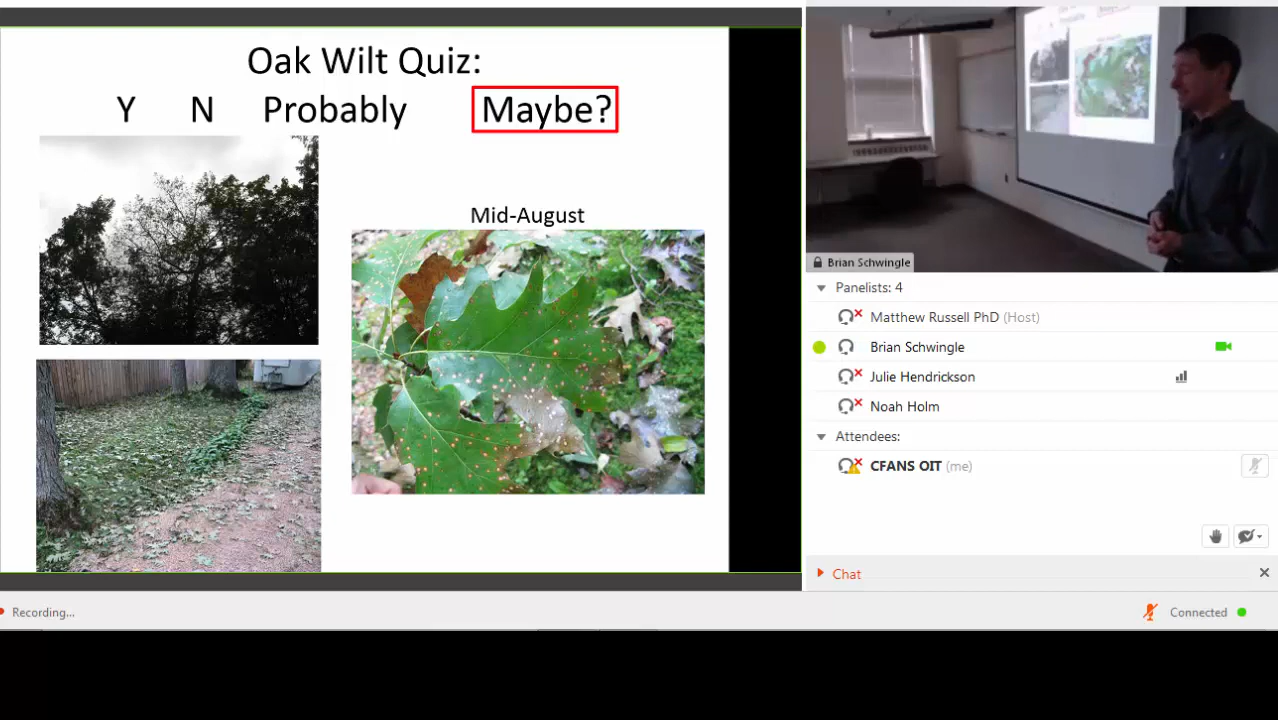 Oak Wilt Quiz:
Y N Probably Maybe?
Mid-August
Brian Schwingle
Panelists: 4
Matthew Russell PhD (Host)
Brian Schwingle
Julie Hendrickson
Noah Holm
Attendees:
CFANS OIT (me)
Chat
Recording...
Connected